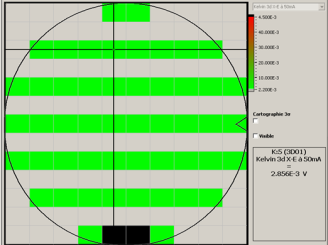 Kelvin 3d X-E à 50mA
4.500E-3
40.000E-3
30.000E-3
20.000E-3
10.000E-3
-2.200E-3
Cartographie 3σ
Visible
K:5 (3D01)
Kelvin 3d X-E à 50mA
=
2.856E-3 V